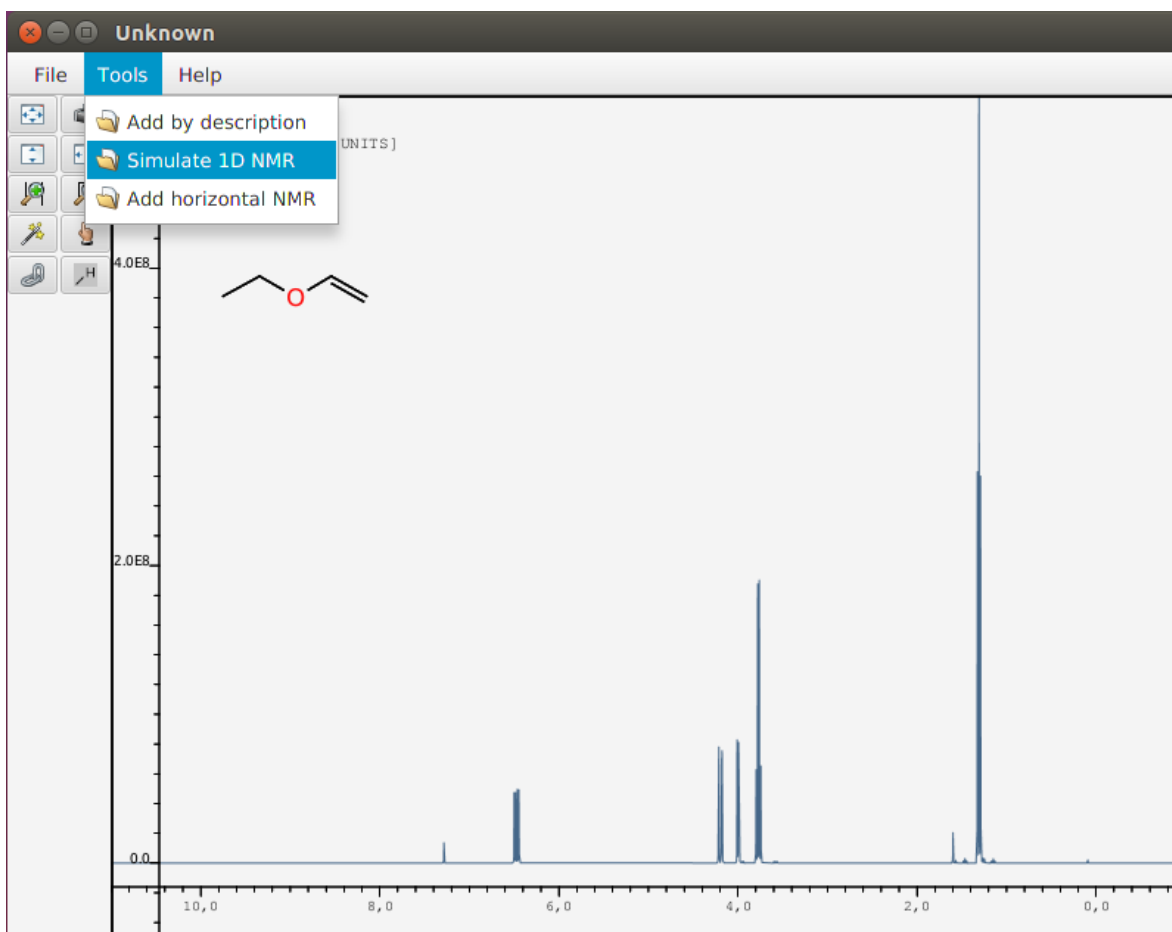 Unknown
File Tools Help
Add by description
UNITS]
Simulate 1D NMR
Add horizontal NMR
H
4.0E8
O
2.0E8
0.0
10,0 8,0 6,0 4,0 2,0 0,0